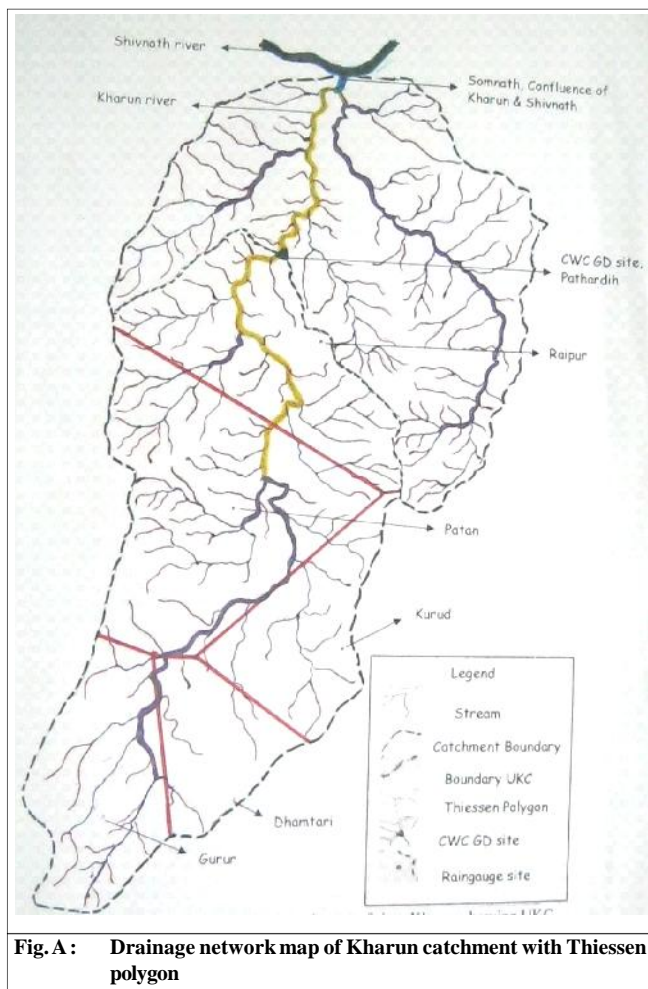 Shivnath river
Somnath, Confluence of
Kharun & Shivnath
Kharun river
CWC GD site,
Pathardih
Raipur
Patan
Kurud
Dhamtari
Gurur
Legend
Stream
Catchment Boundary
Boundary UKC
Thiessen Polygon
CWC GD site
Raingauge site
UKC
Fig. A : Drainage network map of Kharun catchment with Thiessen
polygon